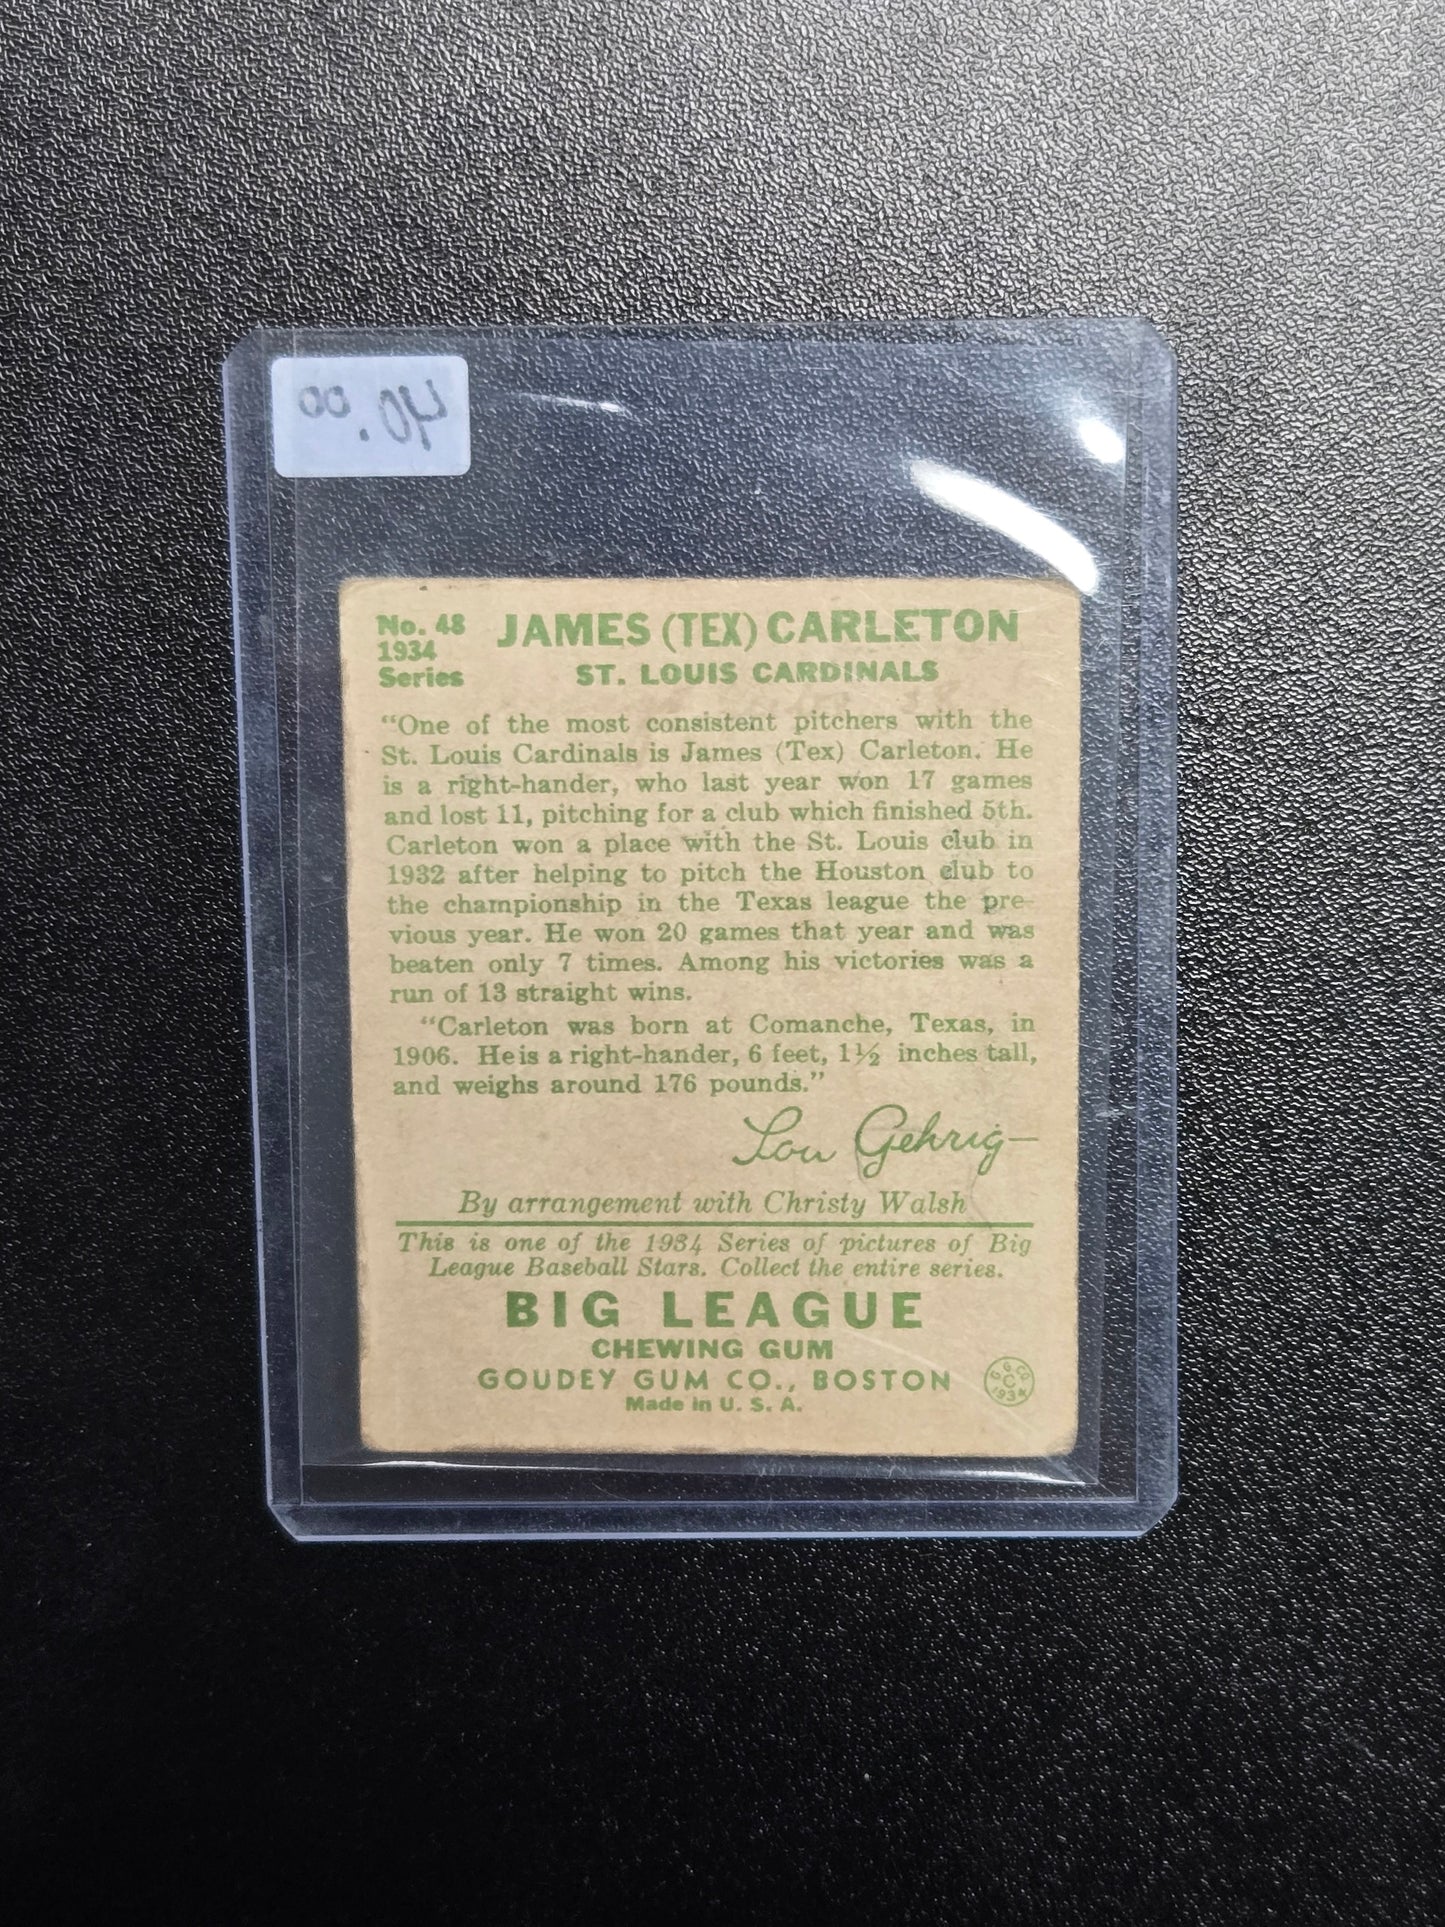 40.00
No. 48
1934
Series
JAMES (TEX) CARLETON
ST. LOUIS CARDINALS
"One of the most consistent pitchers with the
St. Louis Cardinals is James (Tex) Carleton. He
is a right-hander, who last year won 17 games
and lost 11, pitching for a club which finished 5th.
Carleton won a place with the St. Louis club in
1932 after helping to pitch the Houston club to
the championship in the Texas league the pre-
vious year. He won 20 games that year and was
beaten only 7 times. Among his victories was a
run of 13 straight wins.
"Carleton was born at Comanche, Texas, in
1906. He is a right-hander, 6 feet, 1½ inches tall,
and weighs around 176 pounds."
Lou Gehrig
By arrangement with Christy Walsh
This is one of the 1934 Series of pictures of Big
League Baseball Stars. Collect the entire series.
BIG LEAGUE
CHEWING GUM
GOUDEY GUM CO., BOSTON
Made in U. S. A.
G. G. CO.
C
1934